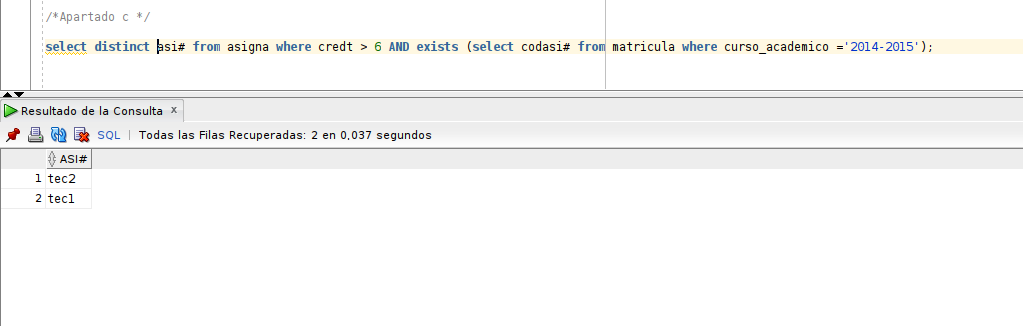 /*Apartado c */
select distinct asi# from asigna where credt > 6 AND exists (select codasi# from matricula where curso_academico ='2014-2015');
Resultado de la Consulta x
SQL | Todas las Filas Recuperadas: 2 en 0,037 segundos
ASI#
1 tec2
2 tec1